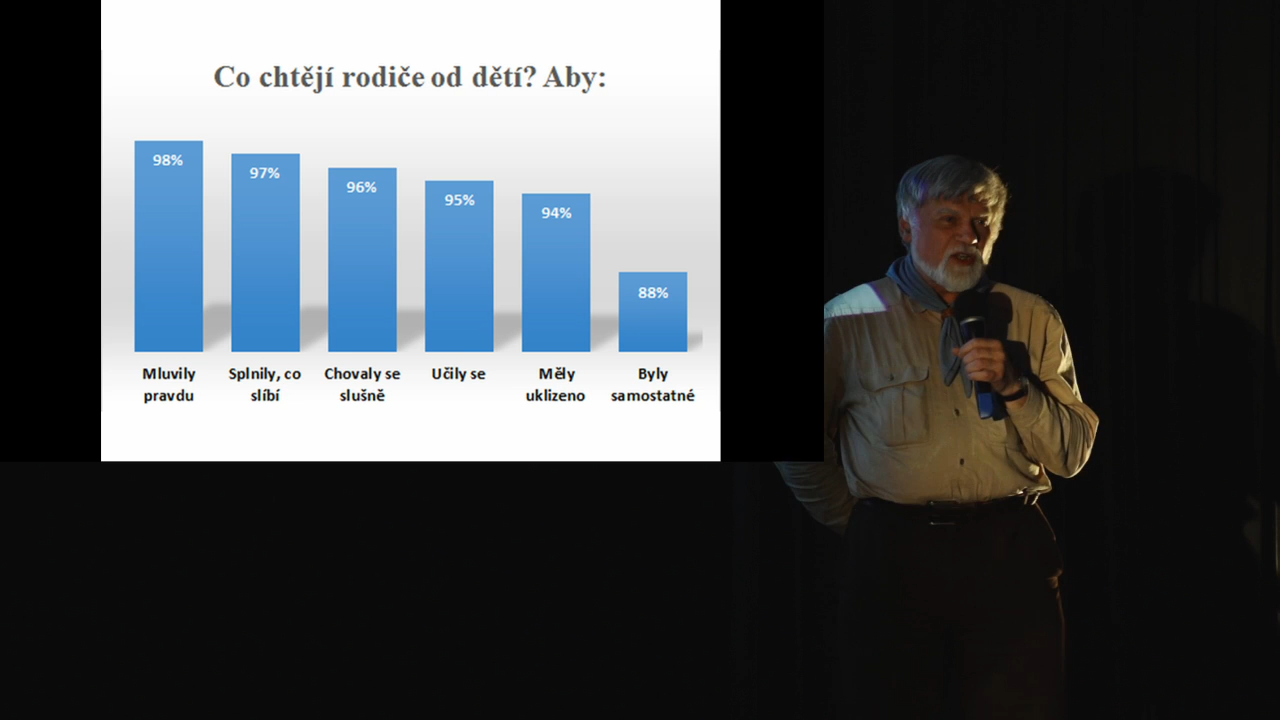 Co chtějí rodiče od dětí? Aby:
98%
97%
96%
95%
94%
88%
Mluvily
pravdu
Splnily, co
slíbí
Chovaly se
slušně
Učily se
Měly
uklizeno
Byly
samostatné